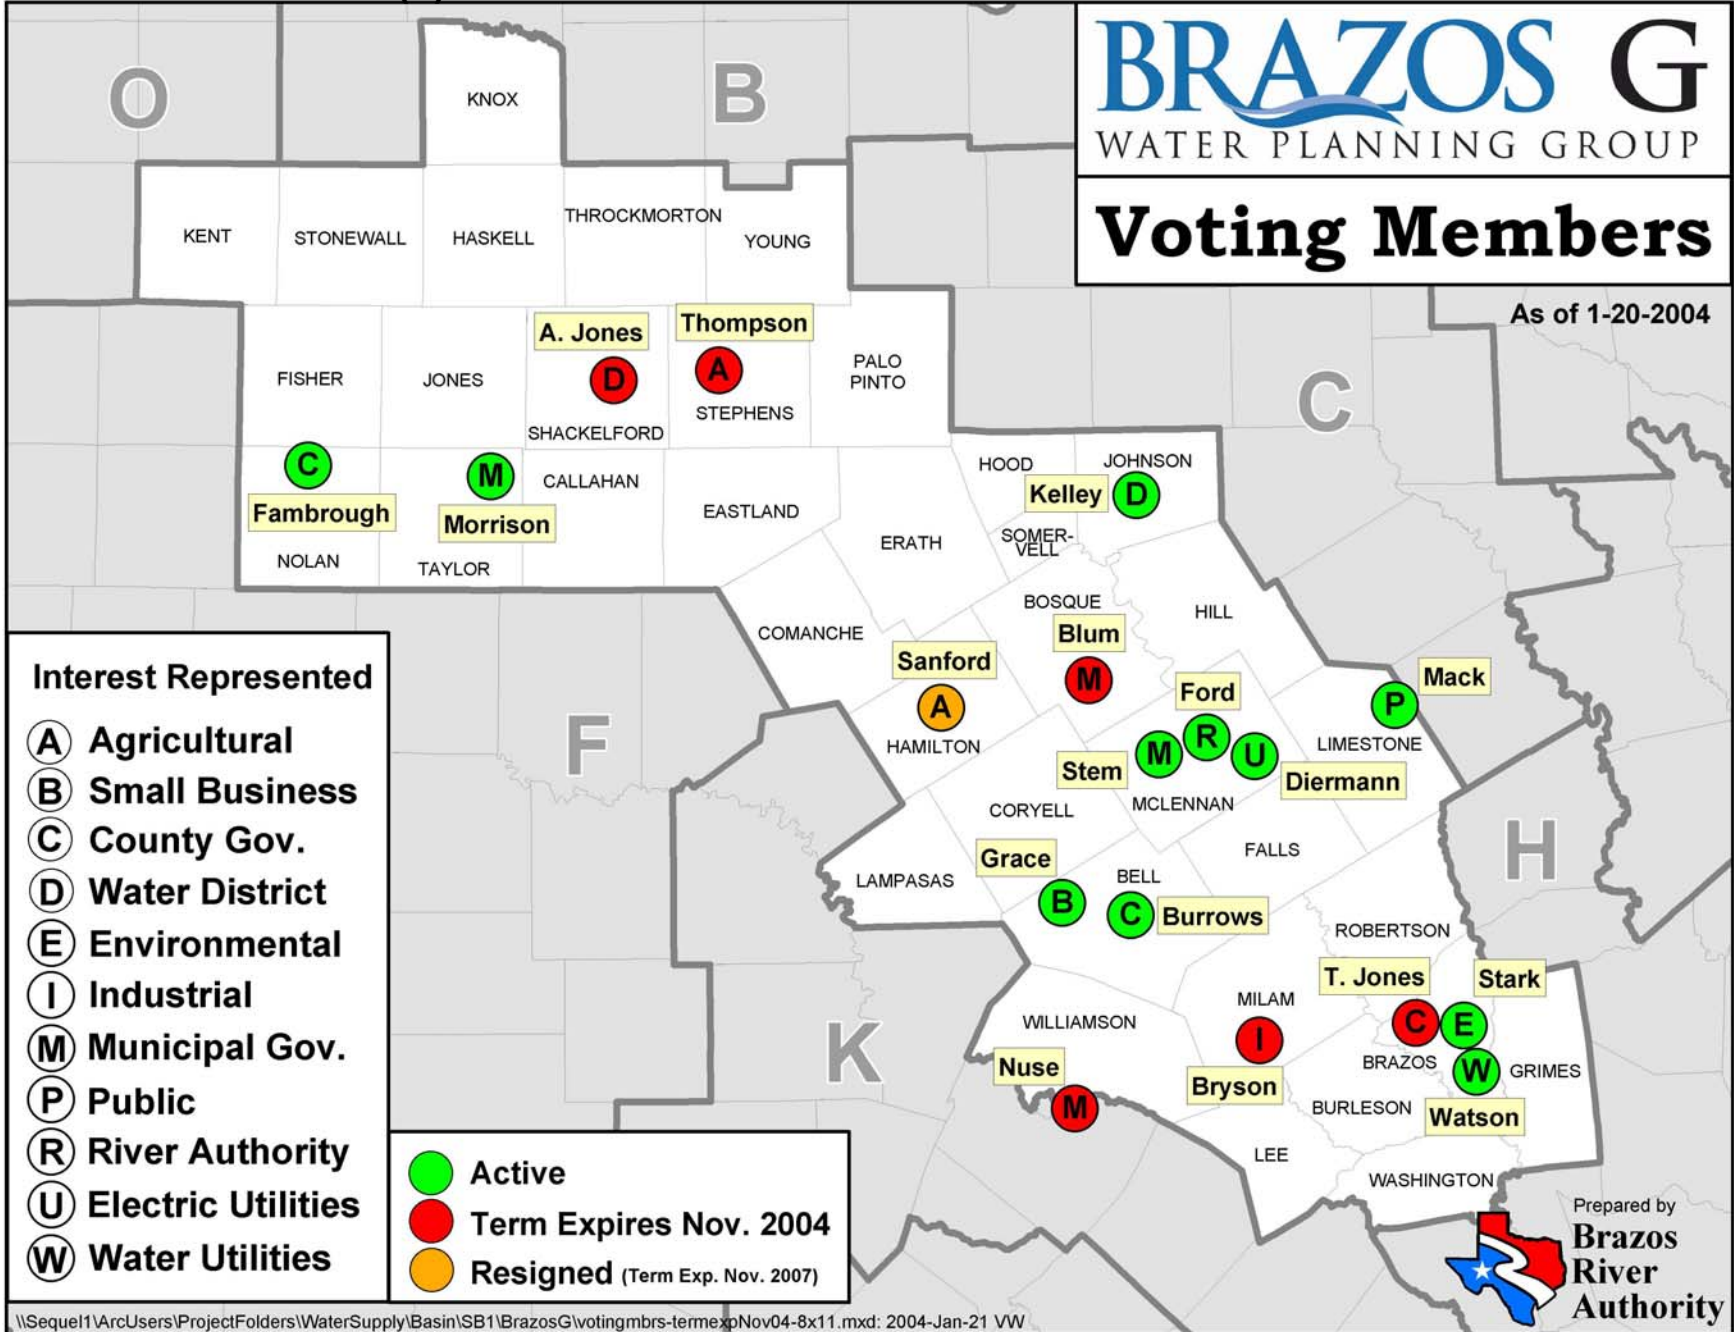 BRAZOS G
WATER PLANNING GROUP
Voting Members
As of 1-20-2004
O
B
KNOX
KENT
STONEWALL
HASKELL
THROCKMORTON
YOUNG
A. Jones
Thompson
D
A
FISHER
JONES
SHACKELFORD
STEPHENS
PALO
PINTO
C
C
M
Fambrough
Morrison
CALLAHAN
NOLAN
TAYLOR
EASTLAND
ERATH
HOOD
JOHNSON
Kelley
D
SOMER-
VELL
COMANCHE
BOSQUE
HILL
Blum
M
Sanford
A
HAMILTON
Ford
Mack
P
LIMESTONE
M
R
U
Stem
Diermann
MCLENNAN
CORYELL
FALLS
F
H
LAMPASAS
Grace
BELL
B
C
Burrows
ROBERTSON
T. Jones
Stark
C
E
MILAM
I
Bryson
WILLIAMSON
Nuse
M
K
BRAZOS
W
GRIMES
BURLESON
Watson
LEE
WASHINGTON
Interest Represented
A Agricultural
B Small Business
C County Gov.
D Water District
E Environmental
I Industrial
M Municipal Gov.
P Public
R River Authority
U Electric Utilities
W Water Utilities
Active
Term Expires Nov. 2004
Resigned (Term Exp. Nov. 2007)
Prepared by
Brazos
River
Authority
\\Sequel1\ArcUsers\ProjectFolders\WaterSupply\Basin\SB1\BrazosG\votingmbrs-termexpNov04-8x11.mxd: 2004-Jan-21 VW